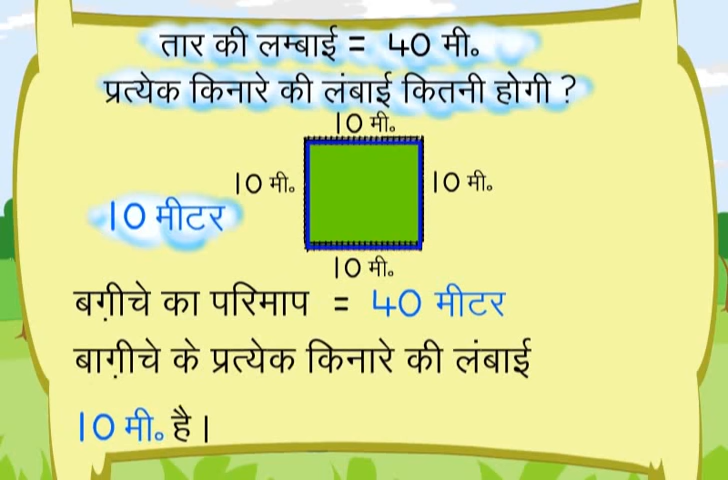 तार की लम्बाई = 40 मी॰
प्रत्येक किनारे की लंबाई कितनी होगी ?
10 मी॰
10 मी॰
10 मी॰
10 मीटर
10 मी॰
बग़ीचे का परिमाप = 40 मीटर
बाग़ीचे के प्रत्येक किनारे की लंबाई
10 मी॰ है |